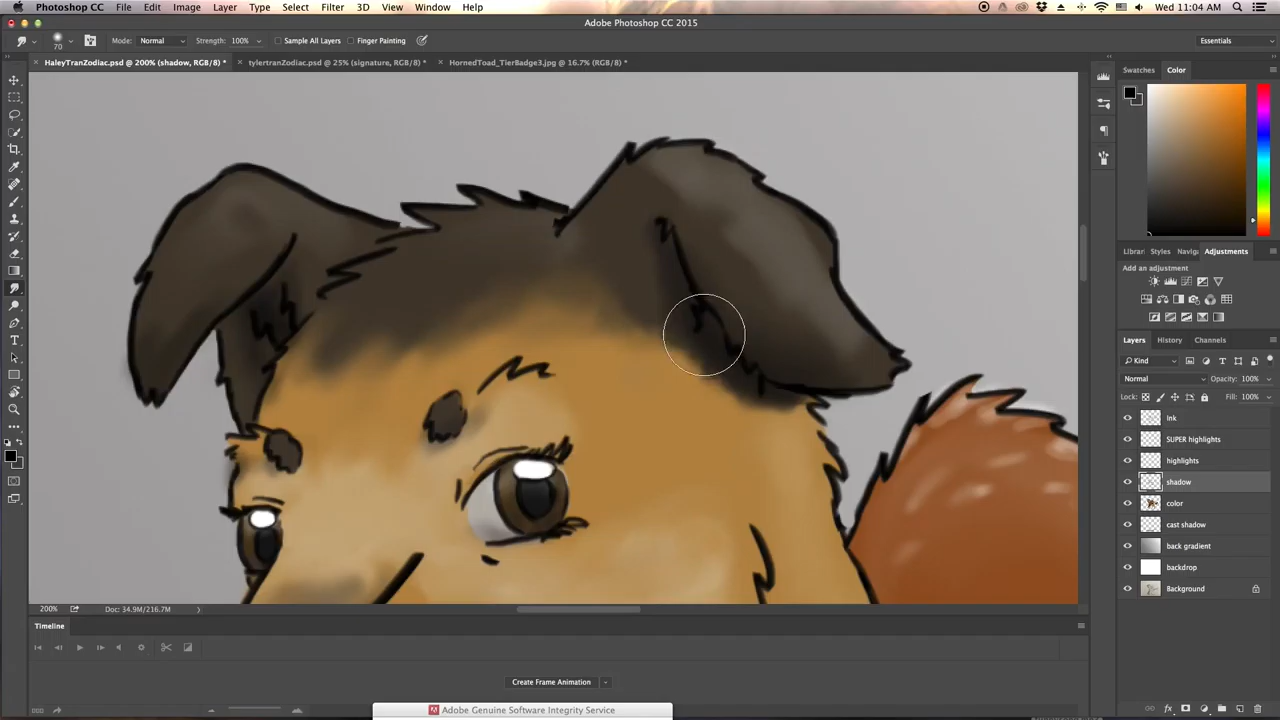 Photoshop CC File Edit Image Layer Type Select Filter 3D View Window Help Wed 11:04 AM
Adobe Photoshop CC 2015
70 Mode: Normal Strength: 100% Sample All Layers Finger Painting Essentials
× HaleyTranZodiac.psd @ 200% (shadow, RGB/8) * × tylertranZodiac.psd @ 25% (signature, RGB/8) * × HornedToad_TierBadge3.jpg @ 16.7% (RGB/8) *
Swatches Color
Librar Styles Navig Adjustments
Add an adjustment
Layers History Channels
Kind
Normal Opacity: 100%
Lock: Fill: 100%
Ink
SUPER highlights
highlights
shadow
color
cast shadow
back gradient
backdrop
Background
200% Doc: 34.9M/216.7M
Timeline
Create Frame Animation
Adobe Genuine Software Integrity Service
fx